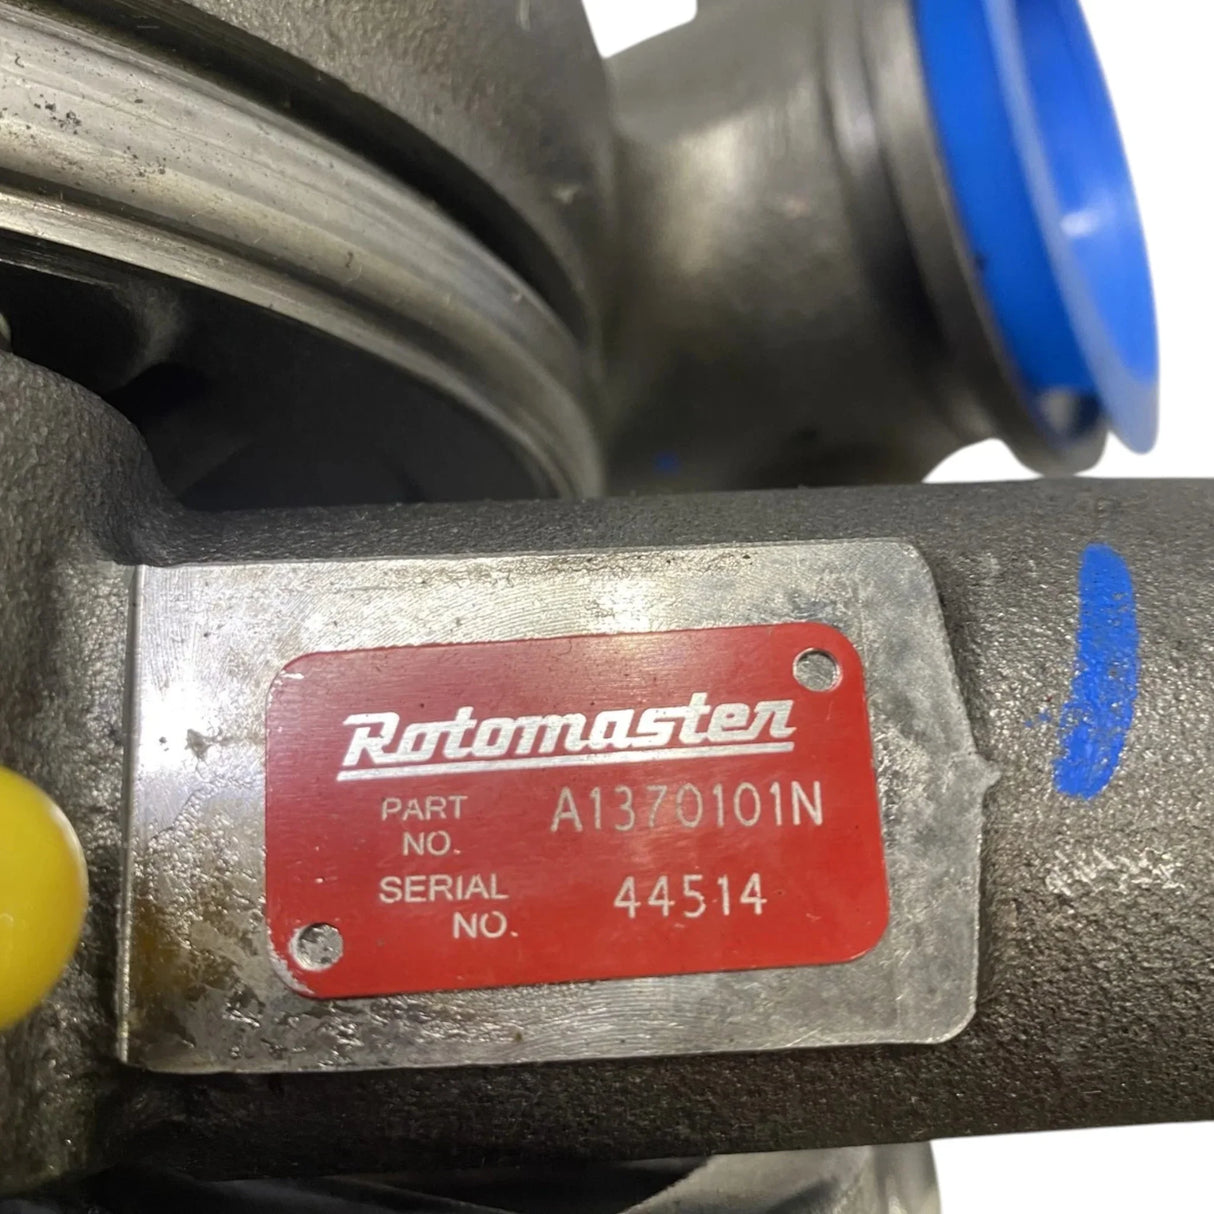 Rotomaster
PART NO. A1370101N
SERIAL NO. 44514